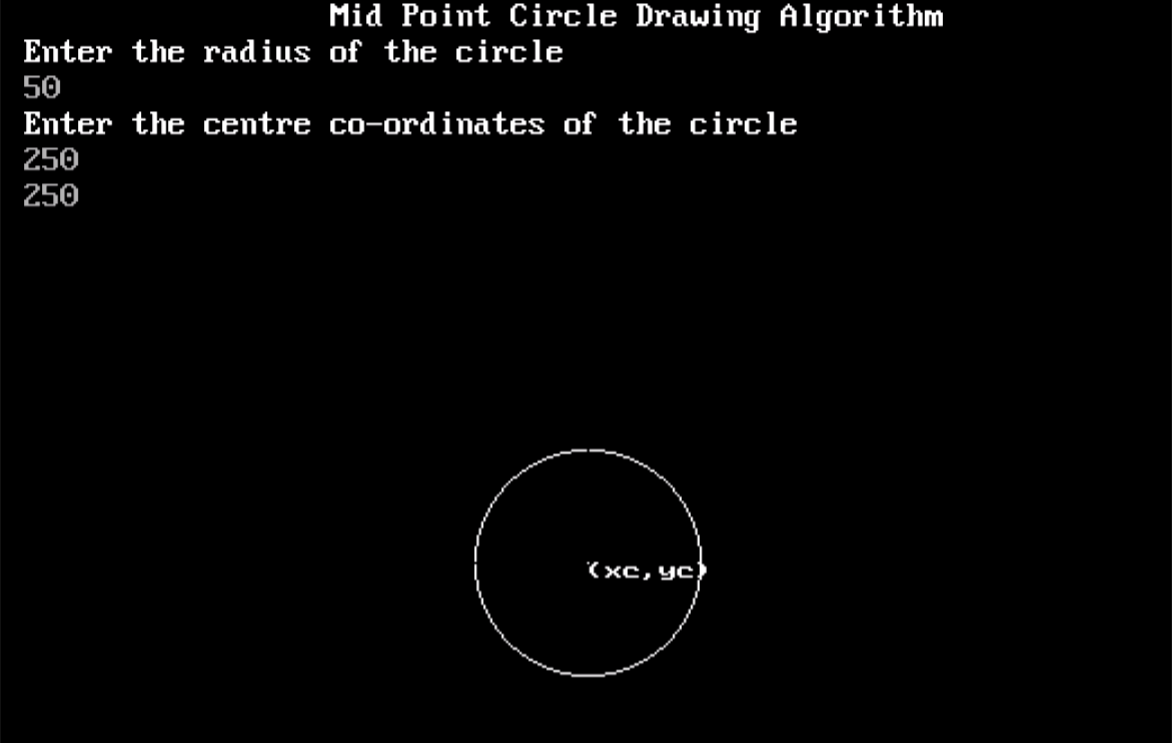 Mid Point Circle Drawing Algorithm
Enter the radius of the circle
50
Enter the centre co-ordinates of the circle
250
250
(xc,yc)